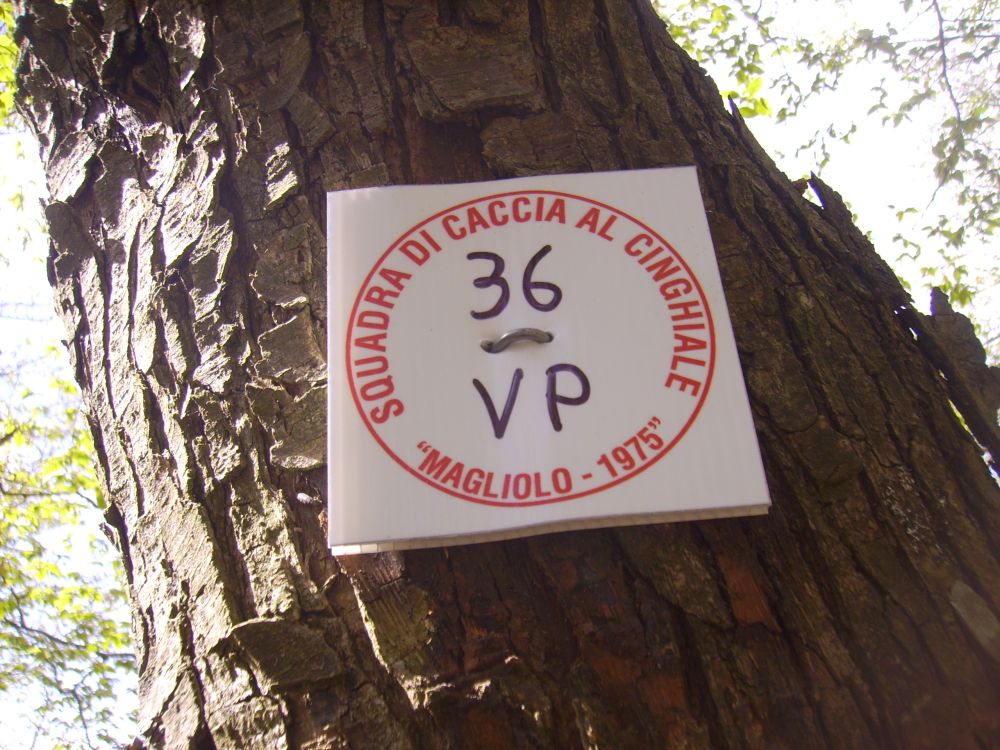 SQUADRA DI CACCIA AL CINGHIALE
36
VP
"MAGLIOLO - 1975"